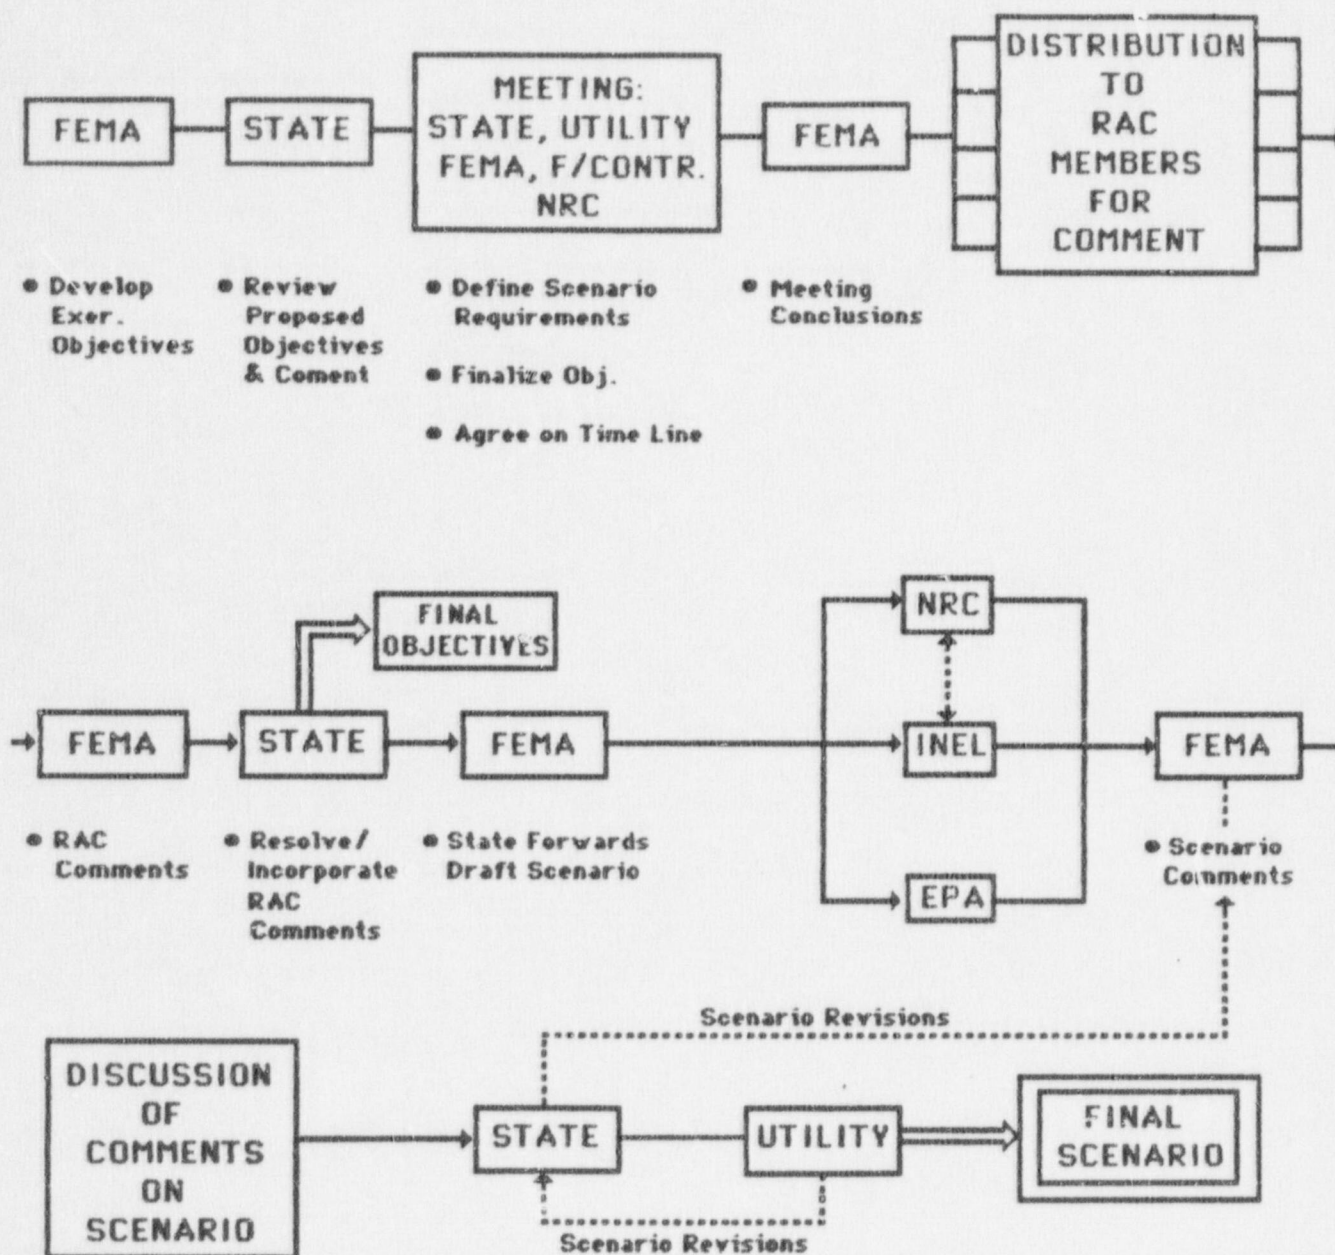 FEMA
STATE
MEETING:
STATE, UTILITY
FEMA, F/CONTR.
NRC
FEMA
DISTRIBUTION
TO
RAC
MEMBERS
FOR
COMMENT
• Develop
Exer.
Objectives
• Review
Proposed
Objectives
& Coment
• Define Scenario
Requirements
• Finalize Obj.
• Agree on Time Line
• Meeting
Conclusions
FINAL
OBJECTIVES
NRC
FEMA
STATE
FEMA
INEL
FEMA
EPA
• RAC
Comments
• Resolve/
Incorporate
RAC
Comments
• State Forwards
Draft Scenario
• Scenario
Comments
Scenario Revisions
DISCUSSION
OF
COMMENTS
ON
SCENARIO
STATE
UTILITY
FINAL
SCENARIO
Scenario Revisions